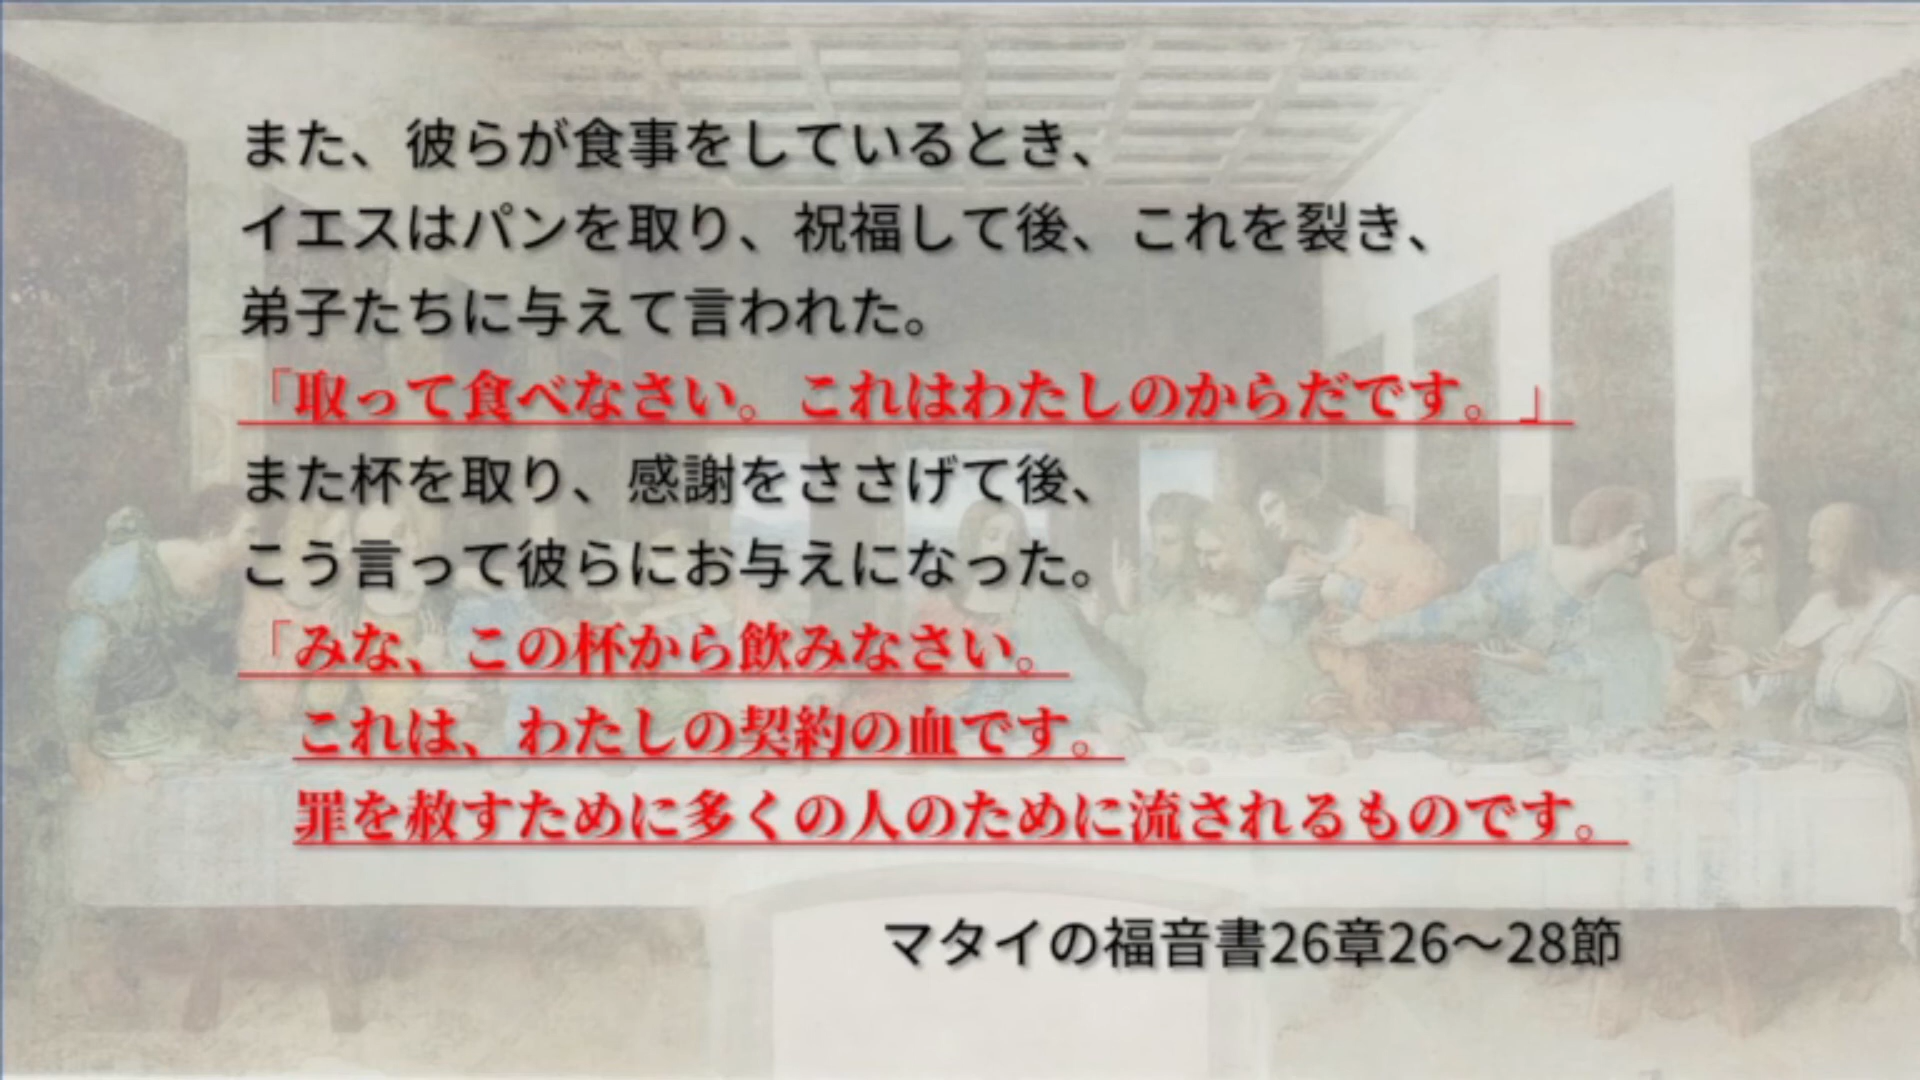 また、彼らが食事をしているとき、
イエスはパンを取り、祝福して後、これを裂き、
弟子たちに与えて言われた。
「取って食べなさい。これはわたしのからだです。」
また杯を取り、感謝をささげて後、
こう言って彼らにお与えになった。
「みな、この杯から飲みなさい。
これは、わたしの契約の血です。
罪を赦すために多くの人のために流されるものです。
マタイの福音書26章26〜28節